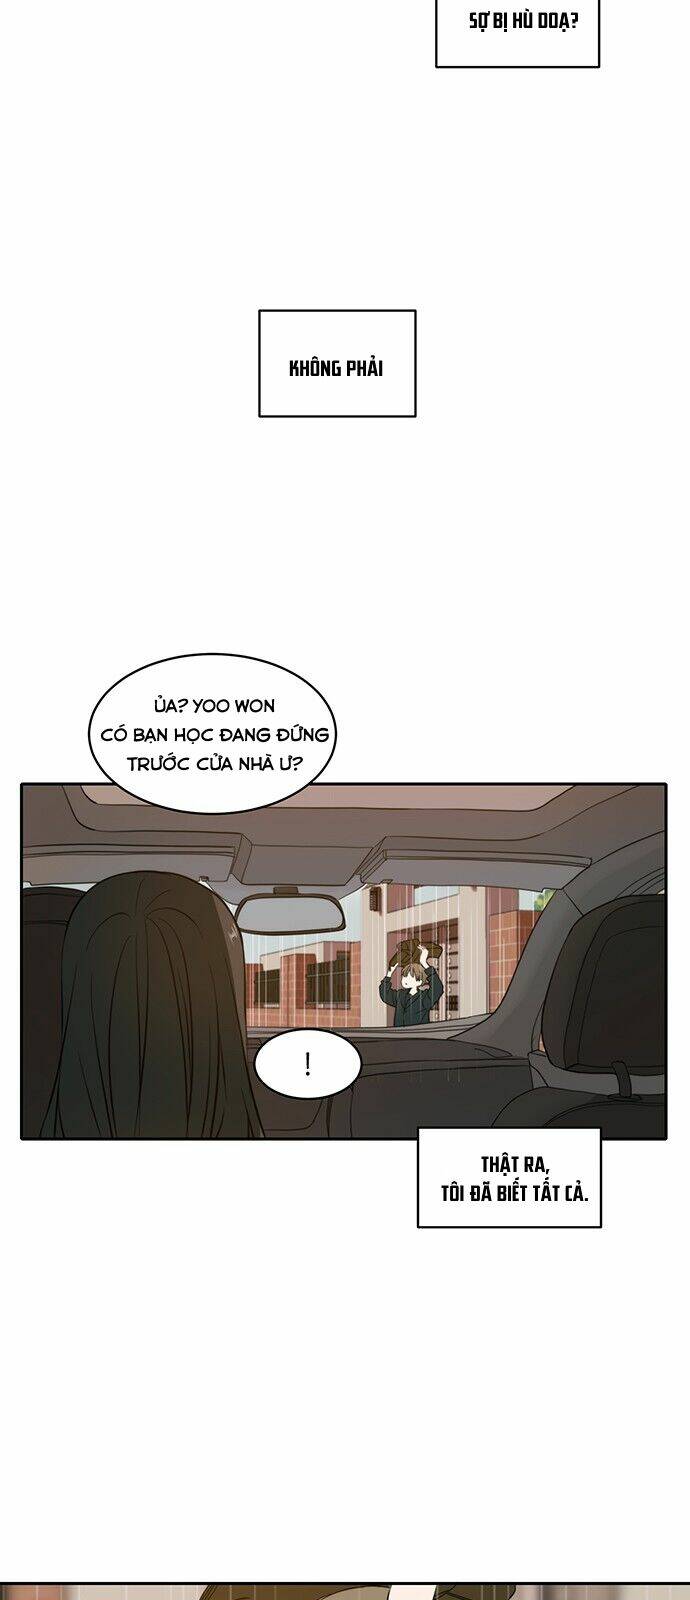 SỢ BỊ HÙ DOẠ?
KHÔNG PHẢI
ỦA? YOO WON
CÓ BẠN HỌC ĐANG ĐỨNG
TRƯỚC CỬA NHÀ Ư?
!
THẬT RA,
TÔI ĐÃ BIẾT TẤT CẢ.